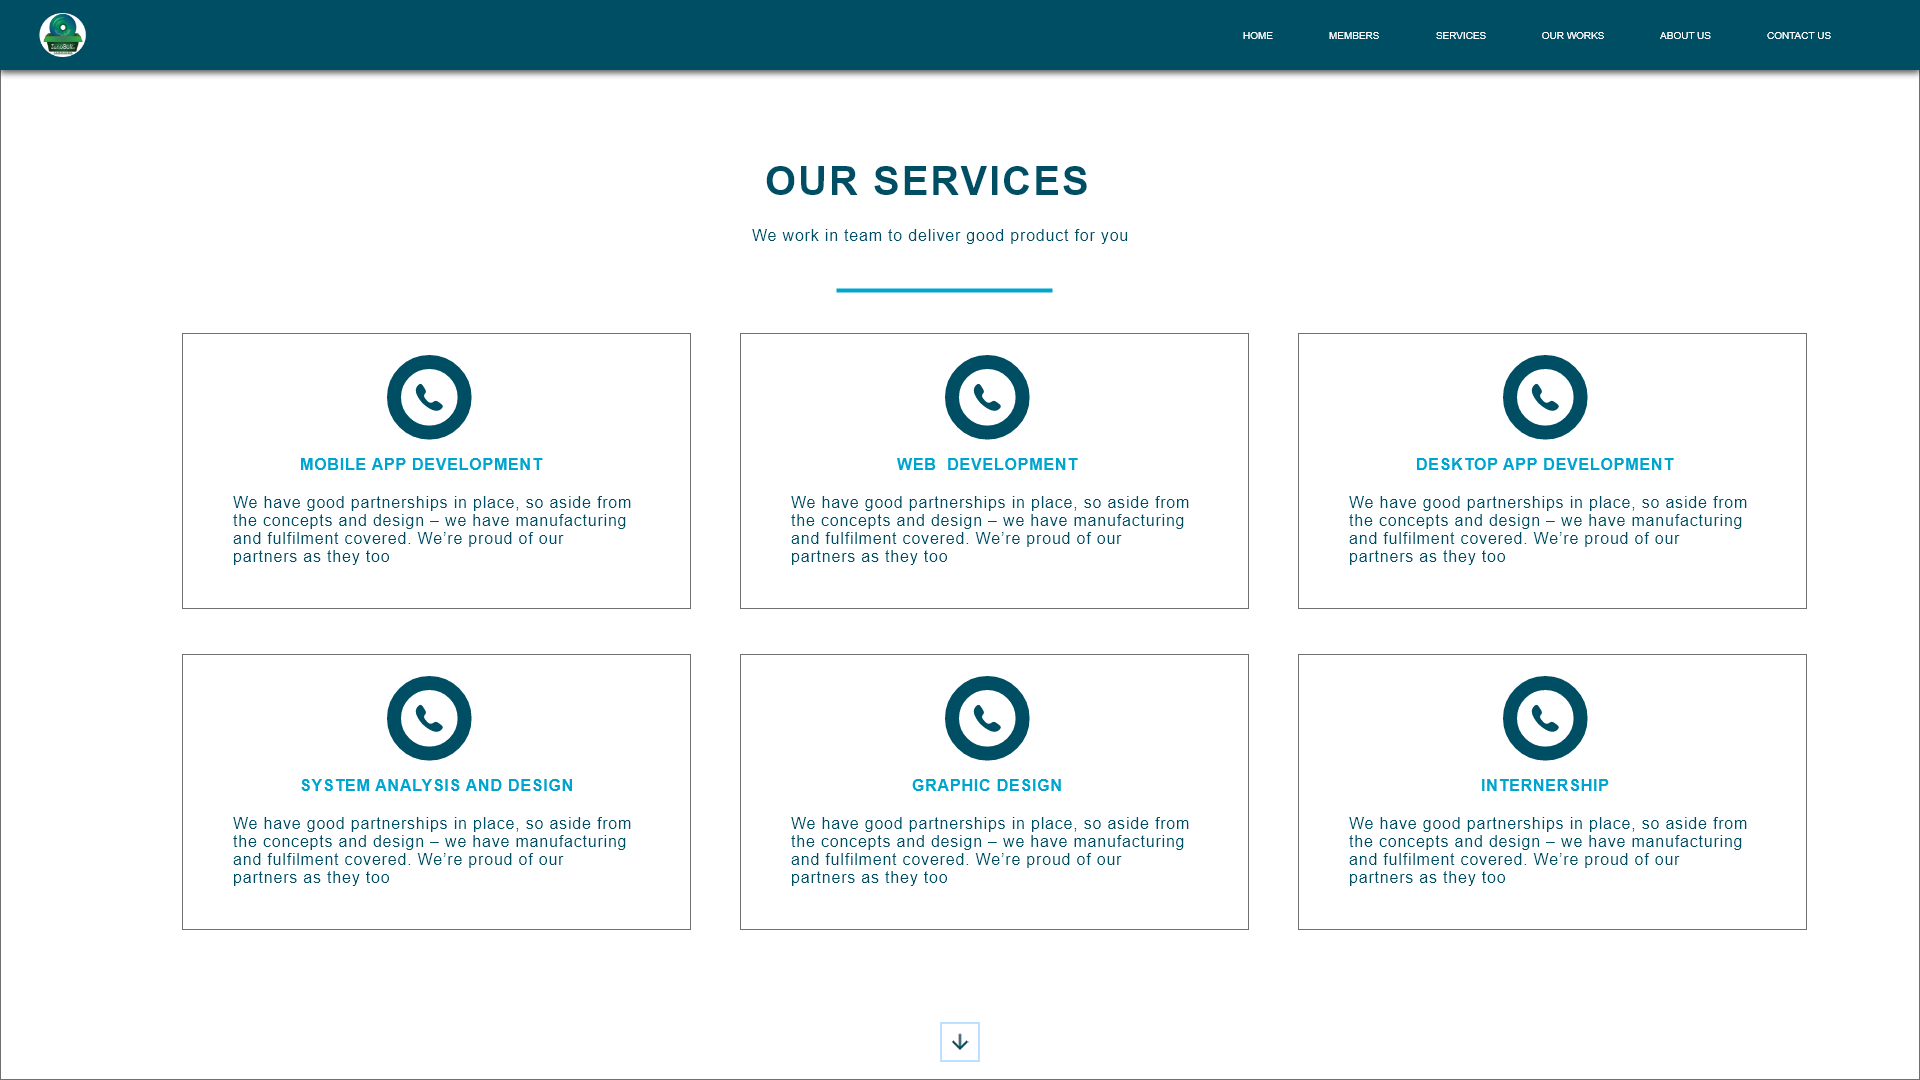 HOME MEMBERS SERVICES OUR WORKS ABOUT US CONTACT US
OUR SERVICES
We work in team to deliver good product for you
MOBILE APP DEVELOPMENT
We have good partnerships in place, so aside from
the concepts and design – we have manufacturing
and fulfilment covered. We’re proud of our
partners as they too
WEB  DEVELOPMENT
We have good partnerships in place, so aside from
the concepts and design – we have manufacturing
and fulfilment covered. We’re proud of our
partners as they too
DESKTOP APP DEVELOPMENT
We have good partnerships in place, so aside from
the concepts and design – we have manufacturing
and fulfilment covered. We’re proud of our
partners as they too
SYSTEM ANALYSIS AND DESIGN
We have good partnerships in place, so aside from
the concepts and design – we have manufacturing
and fulfilment covered. We’re proud of our
partners as they too
GRAPHIC DESIGN
We have good partnerships in place, so aside from
the concepts and design – we have manufacturing
and fulfilment covered. We’re proud of our
partners as they too
INTERNERSHIP
We have good partnerships in place, so aside from
the concepts and design – we have manufacturing
and fulfilment covered. We’re proud of our
partners as they too